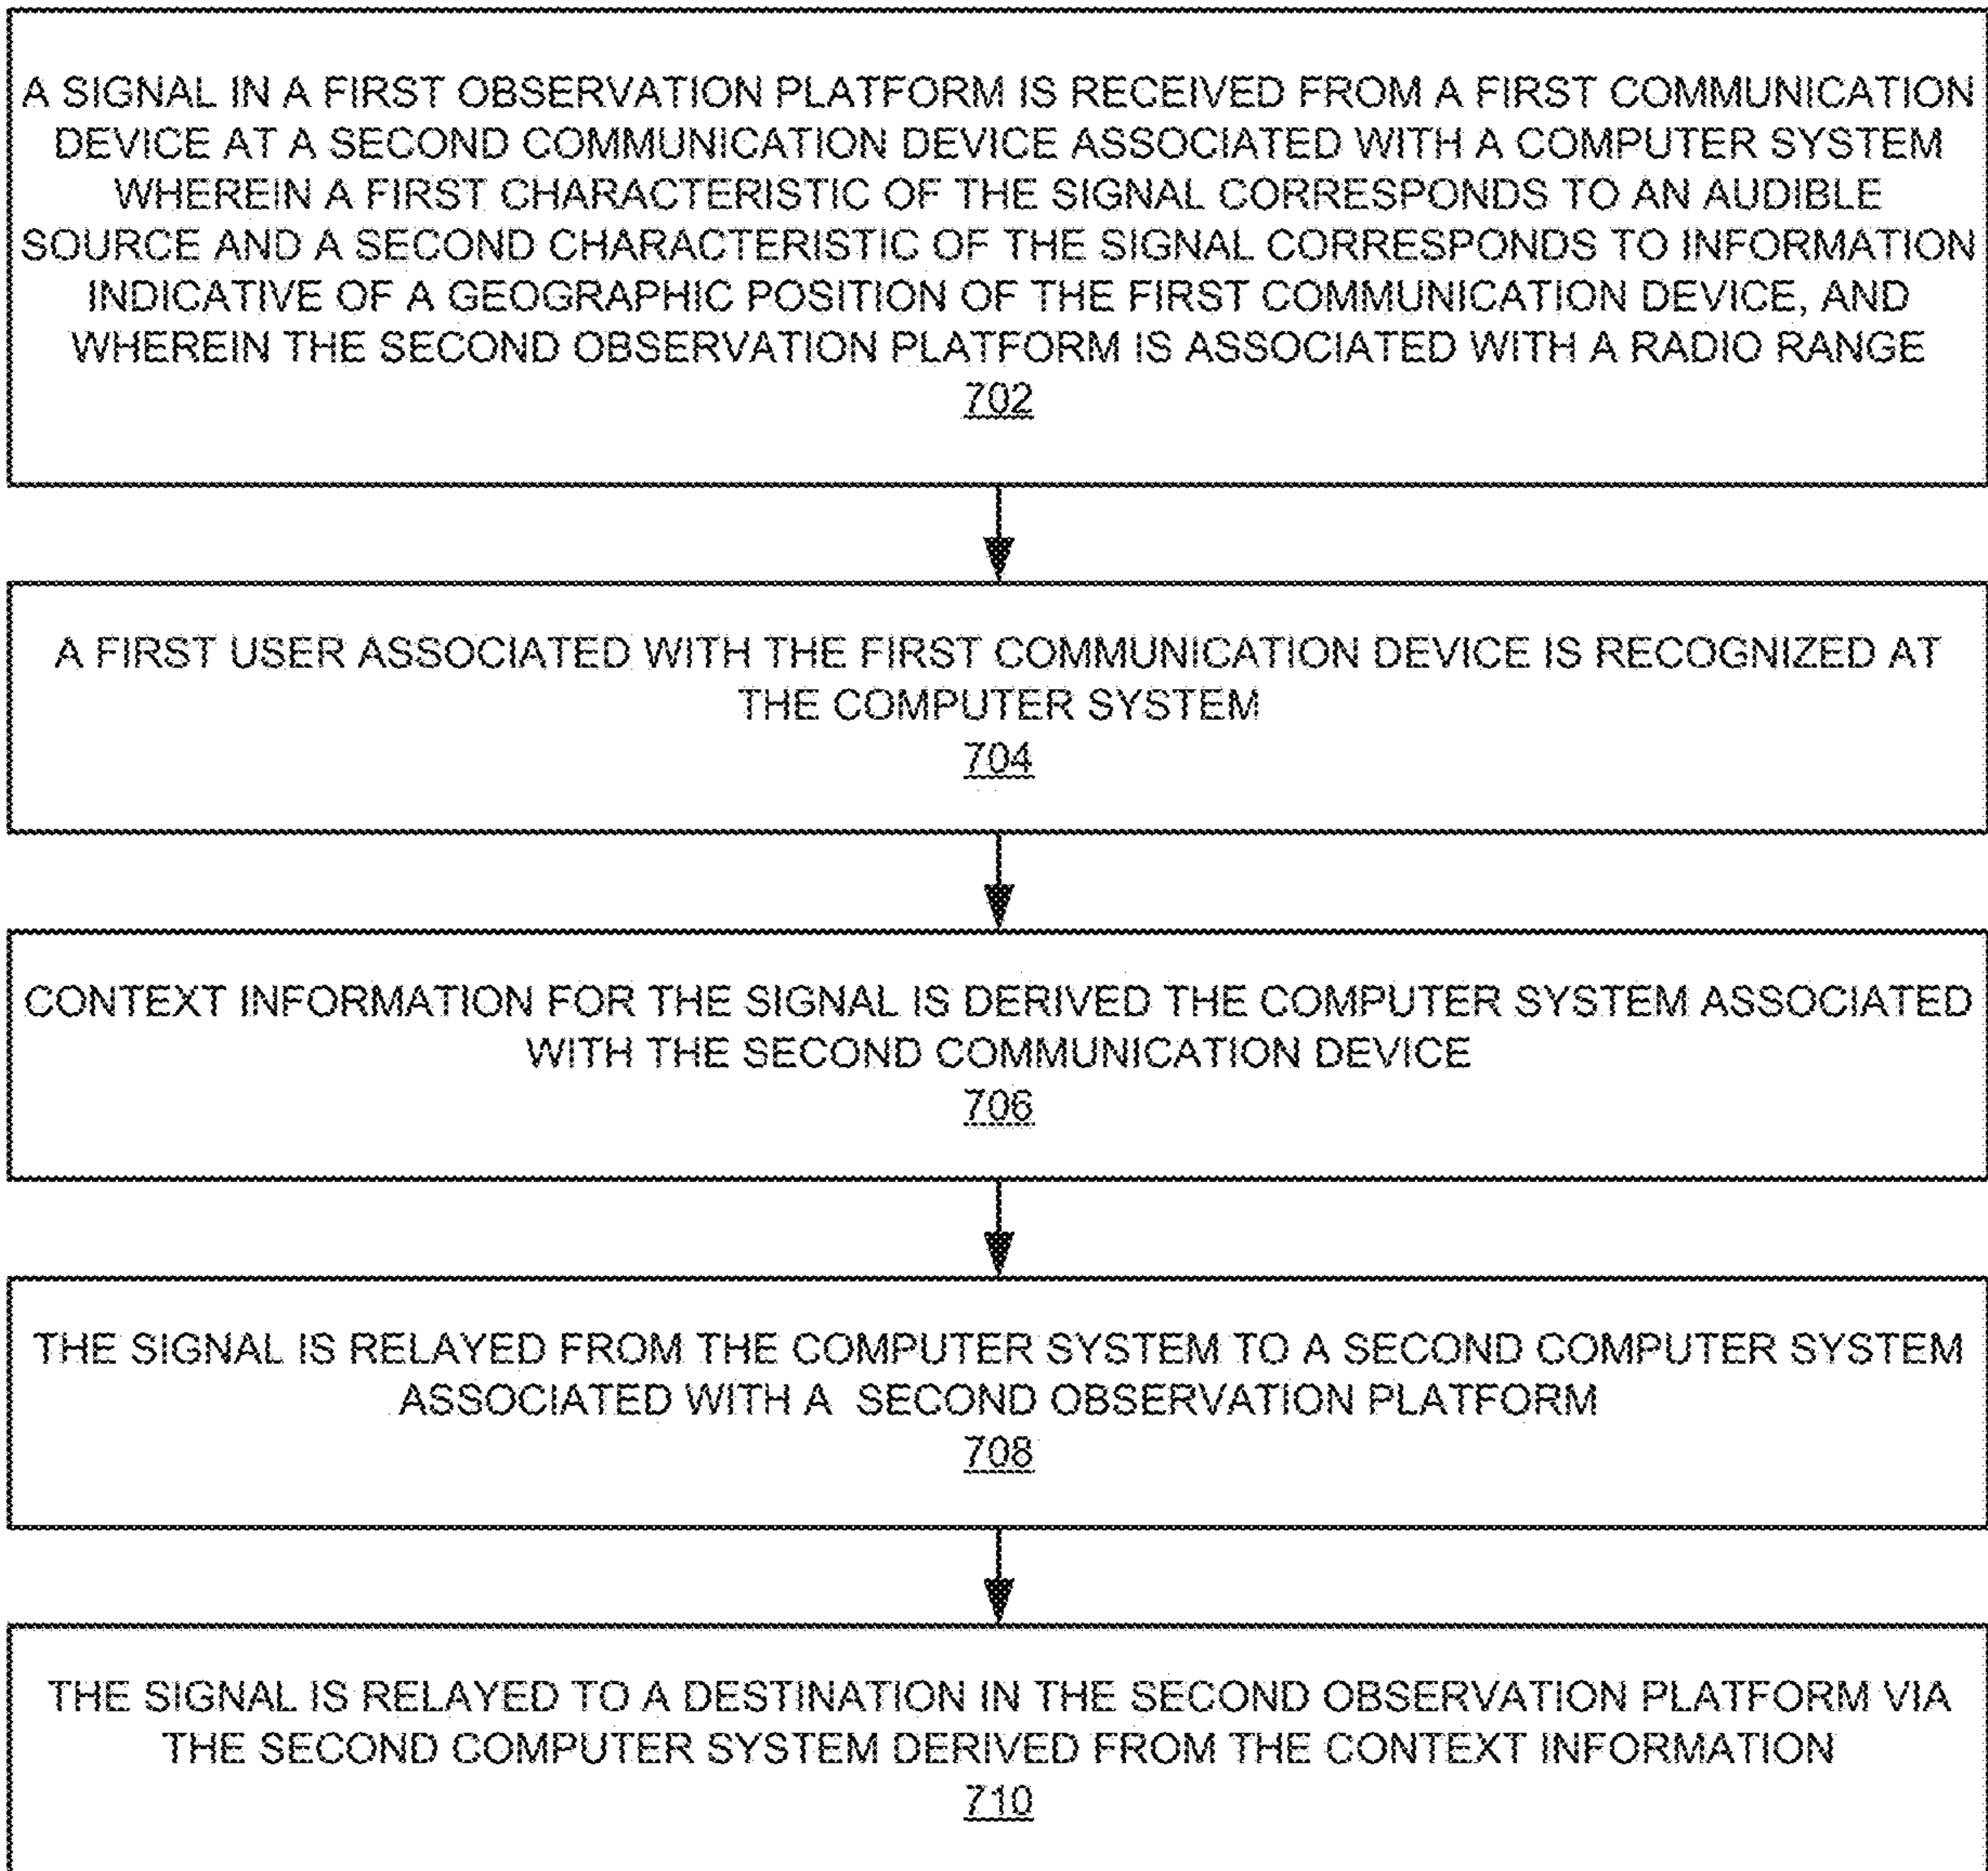 A SIGNAL IN A FIRST OBSERVATION PLATFORM IS RECEIVED FROM A FIRST COMMUNICATION
DEVICE AT A SECOND COMMUNICATION DEVICE ASSOCIATED WITH A COMPUTER SYSTEM
WHEREIN A FIRST CHARACTERISTIC OF THE SIGNAL CORRESPONDS TO AN AUDIBLE
SOURCE AND A SECOND CHARACTERISTIC OF THE SIGNAL CORRESPONDS TO INFORMATION
INDICATIVE OF A GEOGRAPHIC POSITION OF THE FIRST COMMUNICATION DEVICE, AND
WHEREIN THE SECOND OBSERVATION PLATFORM IS ASSOCIATED WITH A RADIO RANGE
702
A FIRST USER ASSOCIATED WITH THE FIRST COMMUNICATION DEVICE IS RECOGNIZED AT
THE COMPUTER SYSTEM
704
CONTEXT INFORMATION FOR THE SIGNAL IS DERIVED THE COMPUTER SYSTEM ASSOCIATED
WITH THE SECOND COMMUNICATION DEVICE
706
THE SIGNAL IS RELAYED FROM THE COMPUTER SYSTEM TO A SECOND COMPUTER SYSTEM
ASSOCIATED WITH A SECOND OBSERVATION PLATFORM
708
THE SIGNAL IS RELAYED TO A DESTINATION IN THE SECOND OBSERVATION PLATFORM VIA
THE SECOND COMPUTER SYSTEM DERIVED FROM THE CONTEXT INFORMATION
710